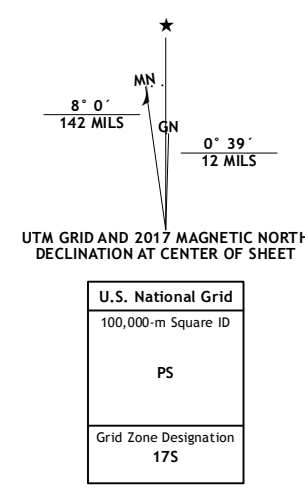 MN
GN
8° 0´
142 MILS
0° 39´
12 MILS
UTM GRID AND 2017 MAGNETIC NORTH
DECLINATION AT CENTER OF SHEET
U.S. National Grid
100,000-m Square ID
PS
Grid Zone Designation
17S